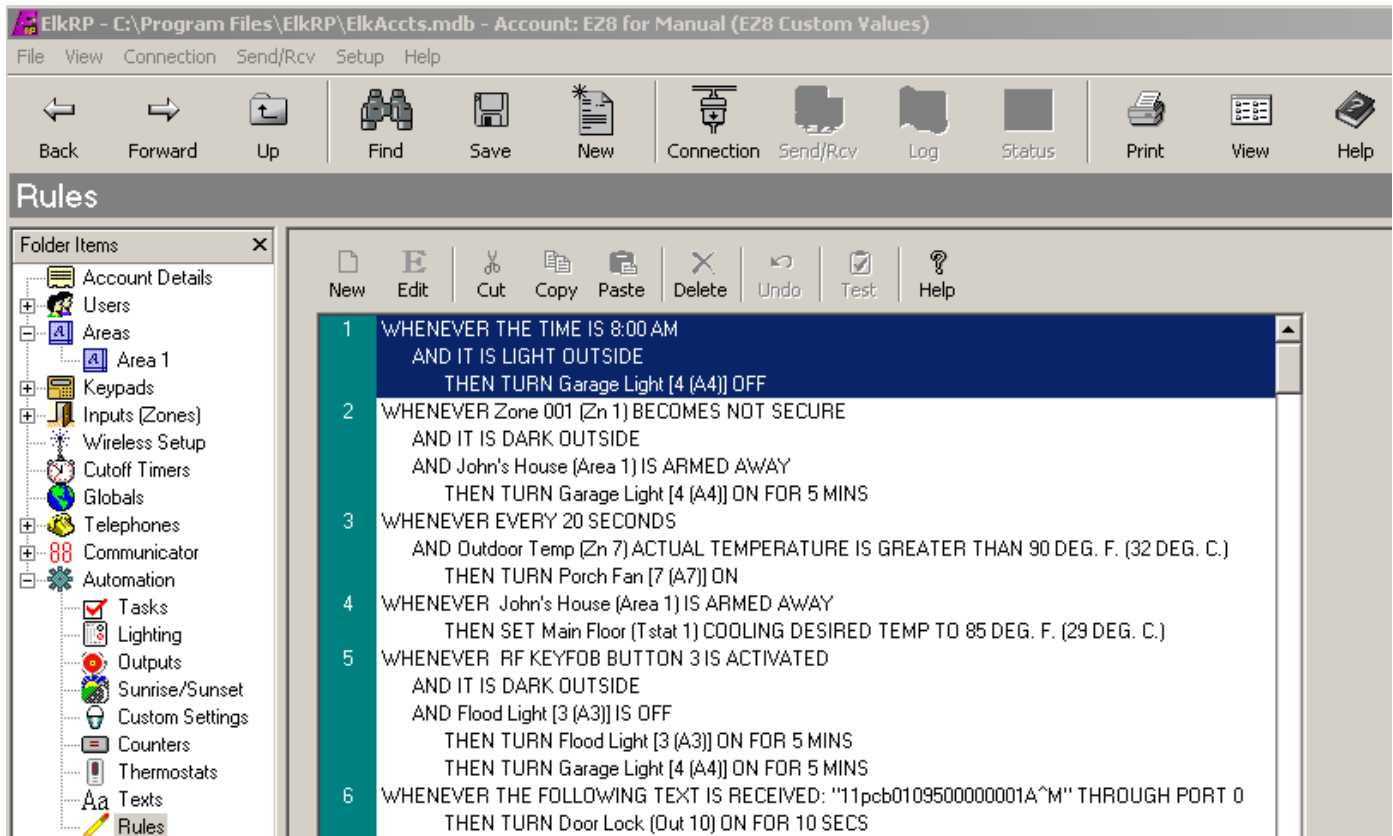 ElkRP - C:\Program Files\ElkRP\ElkAccts.mdb - Account: EZ8 for Manual (EZ8 Custom Values)
File View Connection Send/Rcv Setup Help
Back Forward Up Find Save New Connection Send/Rcv Log Status Print View Help
Rules
Folder Items
Account Details
Users
Areas
Area 1
Keypads
Inputs (Zones)
Wireless Setup
Cutoff Timers
Globals
Telephones
88 Communicator
Automation
Tasks
Lighting
Outputs
Sunrise/Sunset
Custom Settings
Counters
Thermostats
Aa Texts
Rules
New Edit Cut Copy Paste Delete Undo Test Help
1 WHENEVER THE TIME IS 8:00 AM
AND IT IS LIGHT OUTSIDE
THEN TURN Garage Light [4 (A4)] OFF
2 WHENEVER Zone 001 (Zn 1) BECOMES NOT SECURE
AND IT IS DARK OUTSIDE
AND John's House (Area 1) IS ARMED AWAY
THEN TURN Garage Light [4 (A4)] ON FOR 5 MINS
3 WHENEVER EVERY 20 SECONDS
AND Outdoor Temp (Zn 7) ACTUAL TEMPERATURE IS GREATER THAN 90 DEG. F. (32 DEG. C.)
THEN TURN Porch Fan [7 (A7)] ON
4 WHENEVER John's House (Area 1) IS ARMED AWAY
THEN SET Main Floor (Tstat 1) COOLING DESIRED TEMP TO 85 DEG. F. (29 DEG. C.)
5 WHENEVER RF KEYFOB BUTTON 3 IS ACTIVATED
AND IT IS DARK OUTSIDE
AND Flood Light [3 (A3)] IS OFF
THEN TURN Flood Light [3 (A3)] ON FOR 5 MINS
THEN TURN Garage Light [4 (A4)] ON FOR 5 MINS
6 WHENEVER THE FOLLOWING TEXT IS RECEIVED: "11pcb0109500000001A^M" THROUGH PORT 0
THEN TURN Door Lock (Out 10) ON FOR 10 SECS